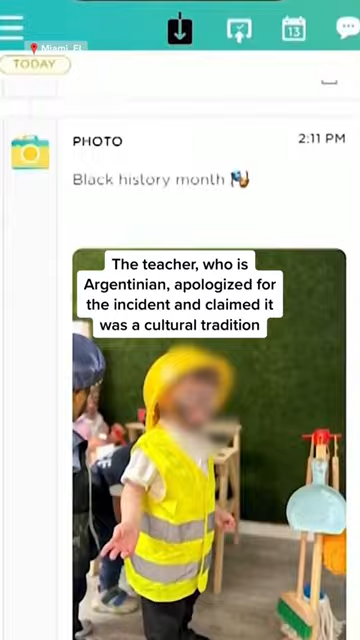 13
Miami, FL
TODAY
PHOTO
2:11 PM
Black history month
The teacher, who is
Argentinian, apologized for
the incident and claimed it
was a cultural tradition